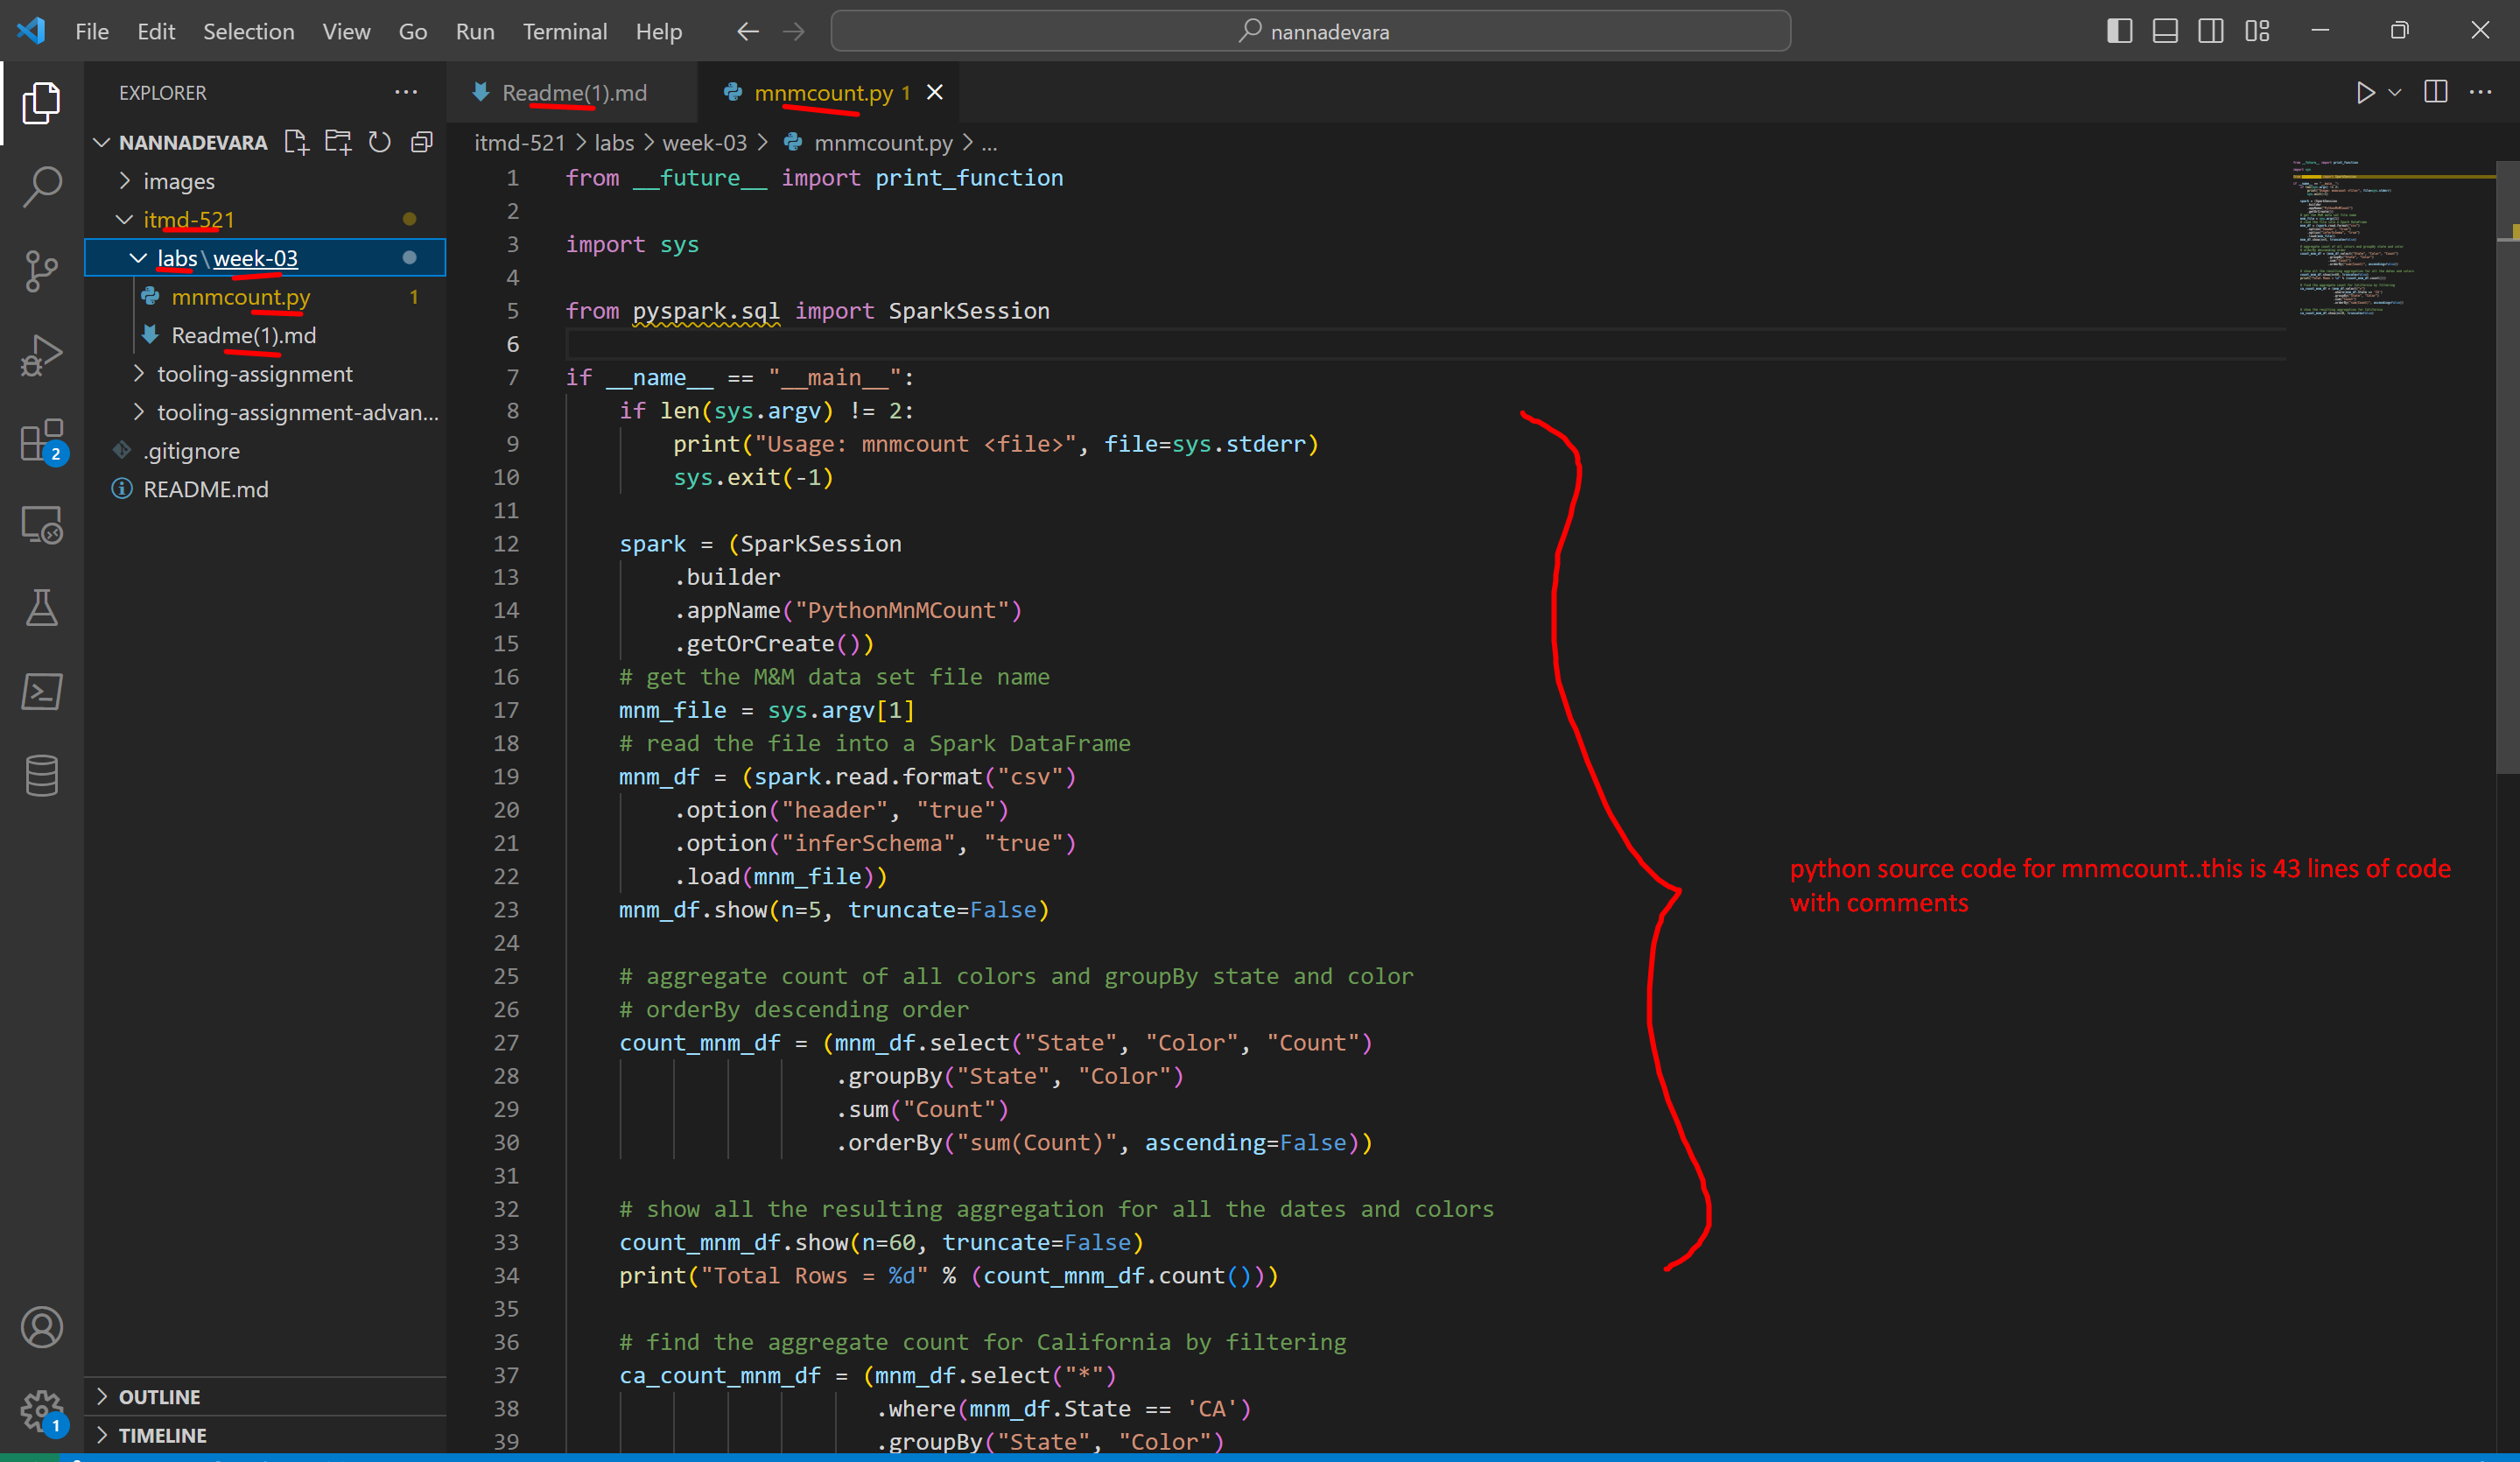 File Edit Selection View Go Run Terminal Help
nannadevara
EXPLORER
NANNADEVARA
images
itmd-521
labs\week-03
mnmcount.py 1
Readme(1).md
tooling-assignment
tooling-assignment-advan...
.gitignore
README.md
2
1
OUTLINE
TIMELINE
Readme(1).md
mnmcount.py 1
itmd-521 > labs > week-03 > mnmcount.py > ...
1 from __future__ import print_function
2
3 import sys
4
5 from pyspark.sql import SparkSession
6
7 if __name__ == "__main__":
8 if len(sys.argv) != 2:
9 print("Usage: mnmcount <file>", file=sys.stderr)
10 sys.exit(-1)
11
12 spark = (SparkSession
13 .builder
14 .appName("PythonMnMCount")
15 .getOrCreate())
16 # get the M&M data set file name
17 mnm_file = sys.argv[1]
18 # read the file into a Spark DataFrame
19 mnm_df = (spark.read.format("csv")
20 .option("header", "true")
21 .option("inferSchema", "true")
22 .load(mnm_file))
23 mnm_df.show(n=5, truncate=False)
24
25 # aggregate count of all colors and groupBy state and color
26 # orderBy descending order
27 count_mnm_df = (mnm_df.select("State", "Color", "Count")
28 .groupBy("State", "Color")
29 .sum("Count")
30 .orderBy("sum(Count)", ascending=False))
31
32 # show all the resulting aggregation for all the dates and colors
33 count_mnm_df.show(n=60, truncate=False)
34 print("Total Rows = %d" % (count_mnm_df.count()))
35
36 # find the aggregate count for California by filtering
37 ca_count_mnm_df = (mnm_df.select("*")
38 .where(mnm_df.State == 'CA')
39 .groupBy("State", "Color")
python source code for mnmcount..this is 43 lines of code
with comments